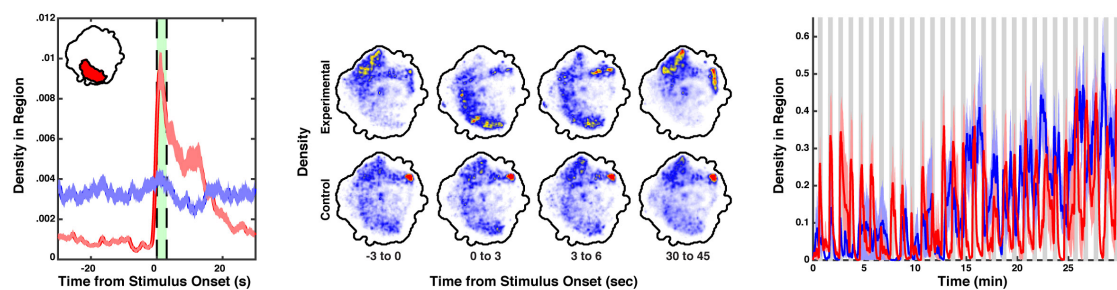 .012
.01
.008
.006
.004
.002
0
-20
0
20
Density in Region
Time from Stimulus Onset (s)
Density
Experimental
Control
-3 to 0
0 to 3
3 to 6
30 to 45
Time from Stimulus Onset (sec)
Density in Region
0.6
0.5
0.4
0.3
0.2
0.1
0
0
5
10
15
20
25
Time (min)